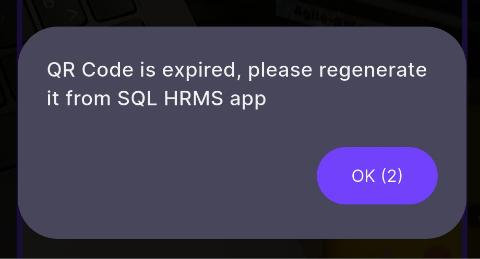 QR Code is expired, please regenerate
it from SQL HRMS app
OK (2)